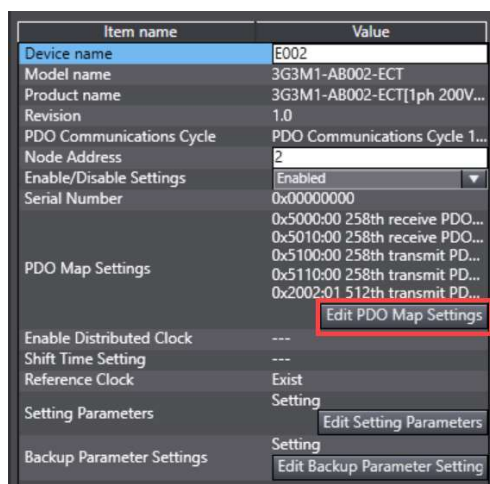 Item name Value
Device name E002
Model name 3G3M1-AB002-ECT
Product name 3G3M1-AB002-ECT[1ph 200V...
Revision 1.0
PDO Communications Cycle PDO Communications Cycle 1...
Node Address 2
Enable/Disable Settings Enabled
Serial Number 0x00000000
0x5000:00 258th receive PDO...
0x5010:00 258th receive PDO...
0x5100:00 258th transmit PD...
PDO Map Settings 0x5110:00 258th transmit PD...
0x2002:01 512th transmit PD...
Edit PDO Map Settings
Enable Distributed Clock ---
Shift Time Setting ---
Reference Clock Exist
Setting
Setting Parameters
Edit Setting Parameters
Setting
Backup Parameter Settings
Edit Backup Parameter Setting